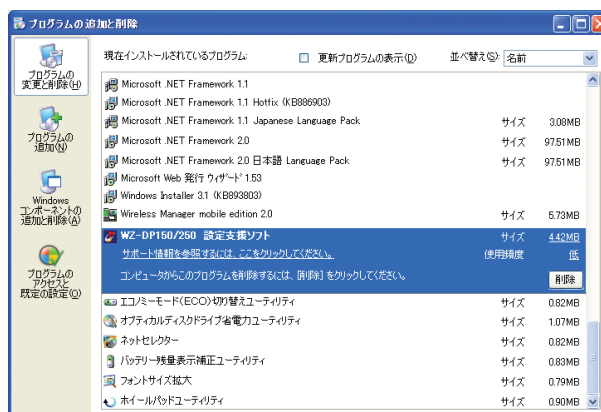 プログラムの追加と削除
プログラムの
変更と削除(H)
プログラムの
追加(N)
Windows
コンポーネントの
追加と削除(A)
プログラムの
アクセスと
既定の設定(O)
現在インストールされているプログラム:
更新プログラムの表示(D)
並べ替え(S): 名前
Microsoft .NET Framework 1.1
Microsoft .NET Framework 1.1 Hotfix (KB886903)
Microsoft .NET Framework 1.1 Japanese Language Pack サイズ 3.08MB
Microsoft .NET Framework 2.0 サイズ 97.51MB
Microsoft .NET Framework 2.0 日本語 Language Pack サイズ 97.51MB
Microsoft Web 発行 ウィザード 1.53
Windows Installer 3.1 (KB893803)
Wireless Manager mobile edition 2.0 サイズ 5.73MB
WZ-DP150/250 設定支援ソフト サイズ 4.42MB
サポート情報を参照するには、ここをクリックしてください。 使用頻度 低
コンピュータからこのプログラムを削除するには、[削除] をクリックしてください。 削除
エコノミーモード(ECO)切り替えユーティリティ サイズ 0.82MB
オプティカルディスクドライブ省電力ユーティリティ サイズ 1.07MB
ネットセレクター サイズ 0.82MB
バッテリー残量表示補正ユーティリティ サイズ 0.83MB
フォントサイズ拡大 サイズ 0.79MB
ホイールパッドユーティリティ サイズ 0.90MB